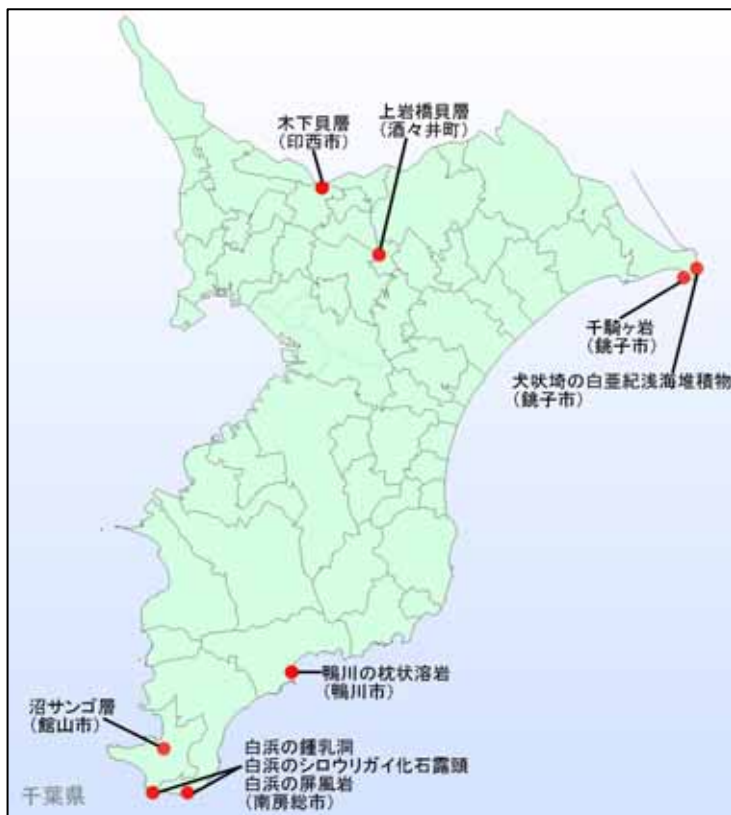 上岩橋貝層
(酒々井町)
木下貝層
(印西市)
千騎ヶ岩
(銚子市)
犬吠埼の白亜紀浅海堆積物
(銚子市)
鴨川の枕状溶岩
(鴨川市)
沼サンゴ層
(館山市)
白浜の鍾乳洞
白浜のシロウリガイ化石露頭
白浜の屏風岩
(南房総市)
千葉県